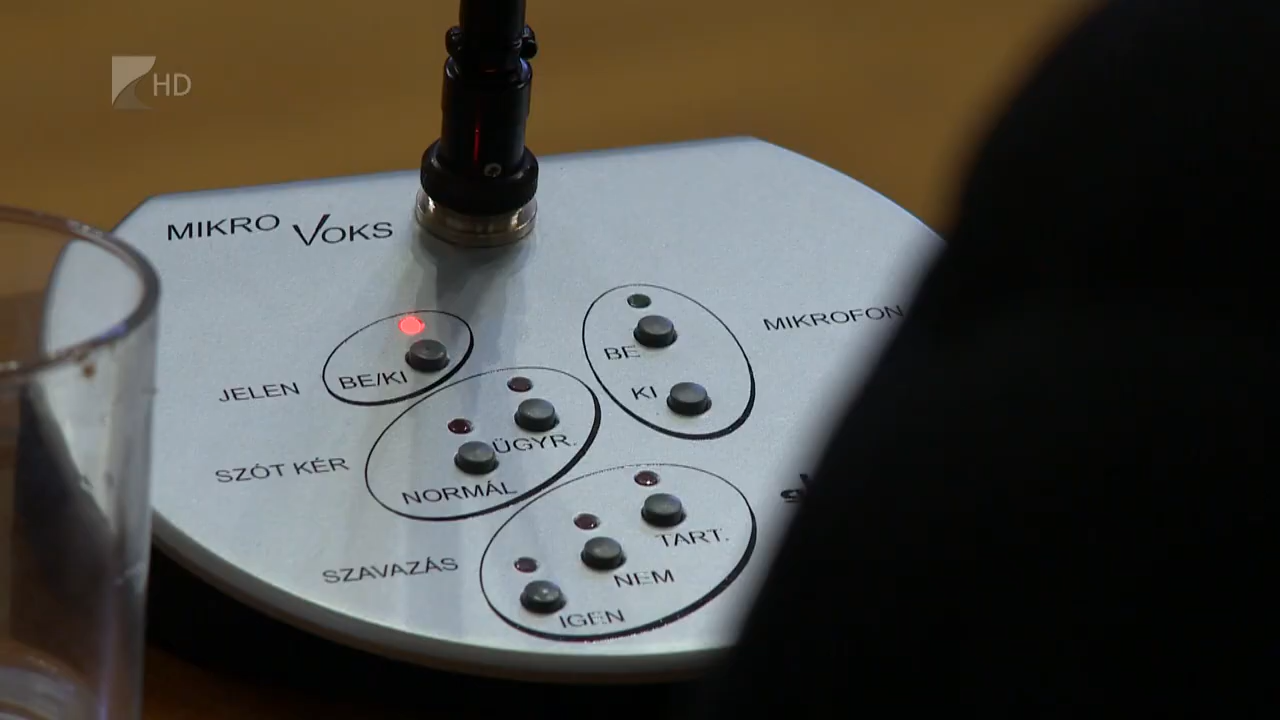 HD
MIKRO VOKS
MIKROFON
BE
KI
JELEN
BE/KI
ÜGYR.
SZÓT KÉR
NORMÁL
TART.
SZAVAZÁS
NEM
IGEN